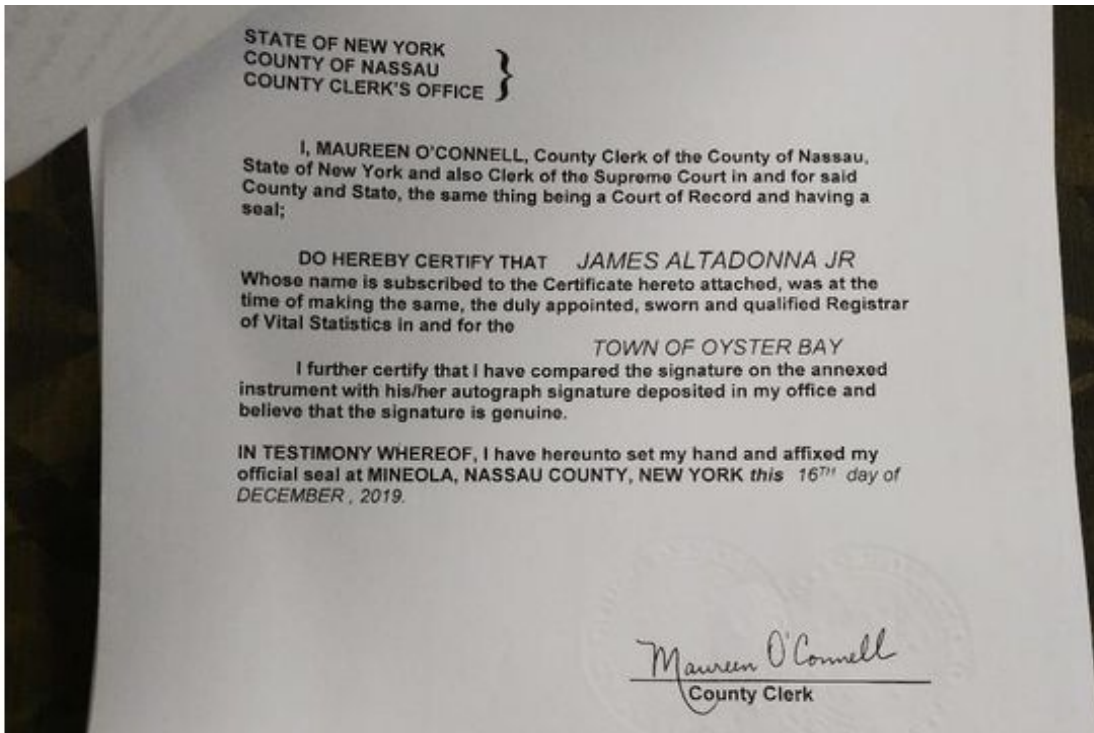 STATE OF NEW YORK
COUNTY OF NASSAU
COUNTY CLERK'S OFFICE }
I, MAUREEN O'CONNELL, County Clerk of the County of Nassau,
State of New York and also Clerk of the Supreme Court in and for said
County and State, the same thing being a Court of Record and having a
seal;
DO HEREBY CERTIFY THAT JAMES ALTADONNA JR
Whose name is subscribed to the Certificate hereto attached, was at the
time of making the same, the duly appointed, sworn and qualified Registrar
of Vital Statistics in and for the
TOWN OF OYSTER BAY
I further certify that I have compared the signature on the annexed
instrument with his/her autograph signature deposited in my office and
believe that the signature is genuine.
IN TESTIMONY WHEREOF, I have hereunto set my hand and affixed my
official seal at MINEOLA, NASSAU COUNTY, NEW YORK this 16TH day of
DECEMBER , 2019.
Maureen O'Connell
County Clerk